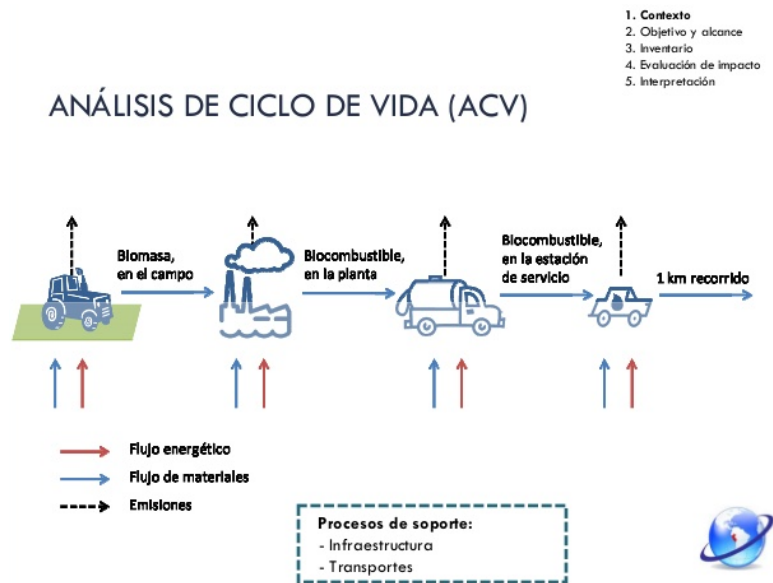 1. Contexto
2. Objetivo y alcance
3. Inventario
4. Evaluación de impacto
5. Interpretación
ANÁLISIS DE CICLO DE VIDA (ACV)
Biomasa,
en el campo
Biocombustible,
en la planta
Biocombustible,
en la estación
de servicio
1 km recorrido
Flujo energético
Flujo de materiales
Emisiones
Procesos de soporte:
- Infraestructura
- Transportes